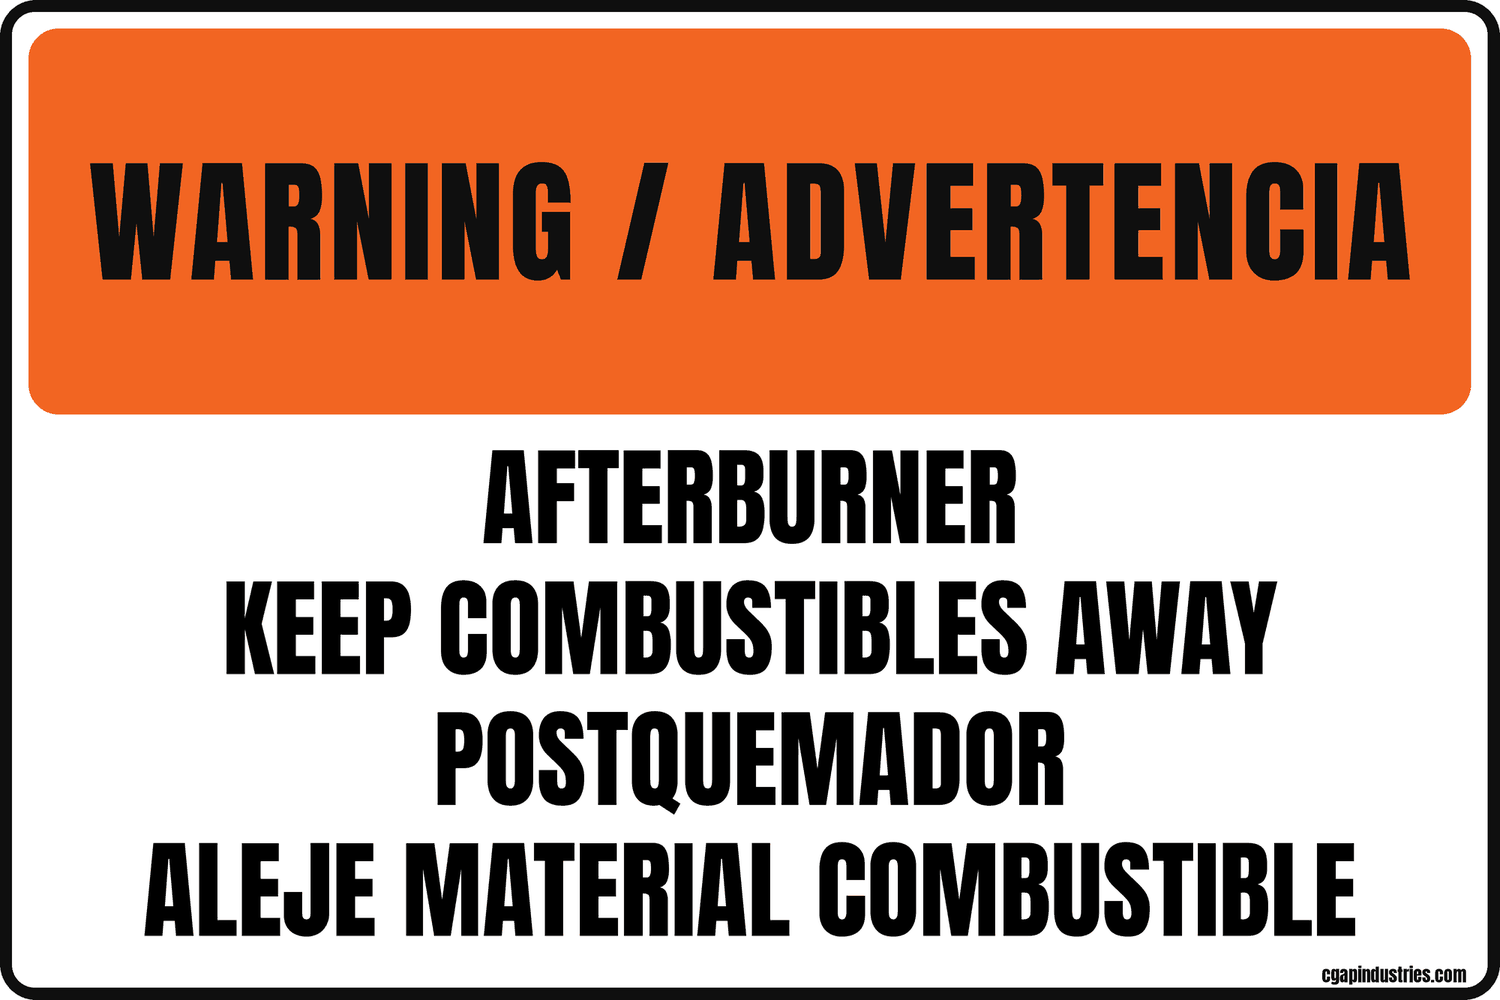 WARNING / ADVERTENCIA
AFTERBURNER
KEEP COMBUSTIBLES AWAY
POSTQUEMADOR
ALEJE MATERIAL COMBUSTIBLE
cgapindustries.com